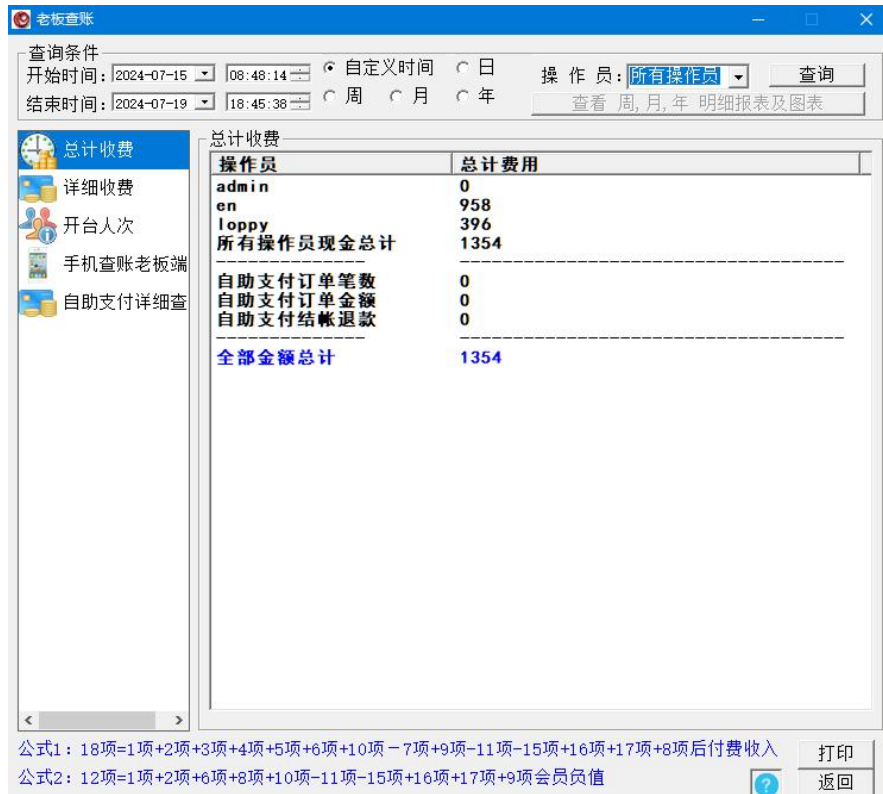 老板查账
查询条件
开始时间: 2024-07-15 08:48:14 自定义时间 日 操 作 员: 所有操作员 查询
结束时间: 2024-07-19 18:45:38 周 月 年 查看 周,月,年 明细报表及图表
总计收费
详细收费
开台人次
手机查账老板端
自助支付详细查
总计收费
操作员 总计费用
admin 0
en 958
loppy 396
所有操作员现金总计 1354
--------------- ------------------------------------
自助支付订单笔数 0
自助支付订单金额 0
自助支付结帐退款 0
--------------- ------------------------------------
全部金额总计 1354
公式1: 18项=1项+2项+3项+4项+5项+6项+10项-7项+9项-11项-15项+16项+17项+8项后付费收入 打印
公式2: 12项=1项+2项+6项+8项+10项-11项-15项+16项+17项+9项会员负值 ? 返回